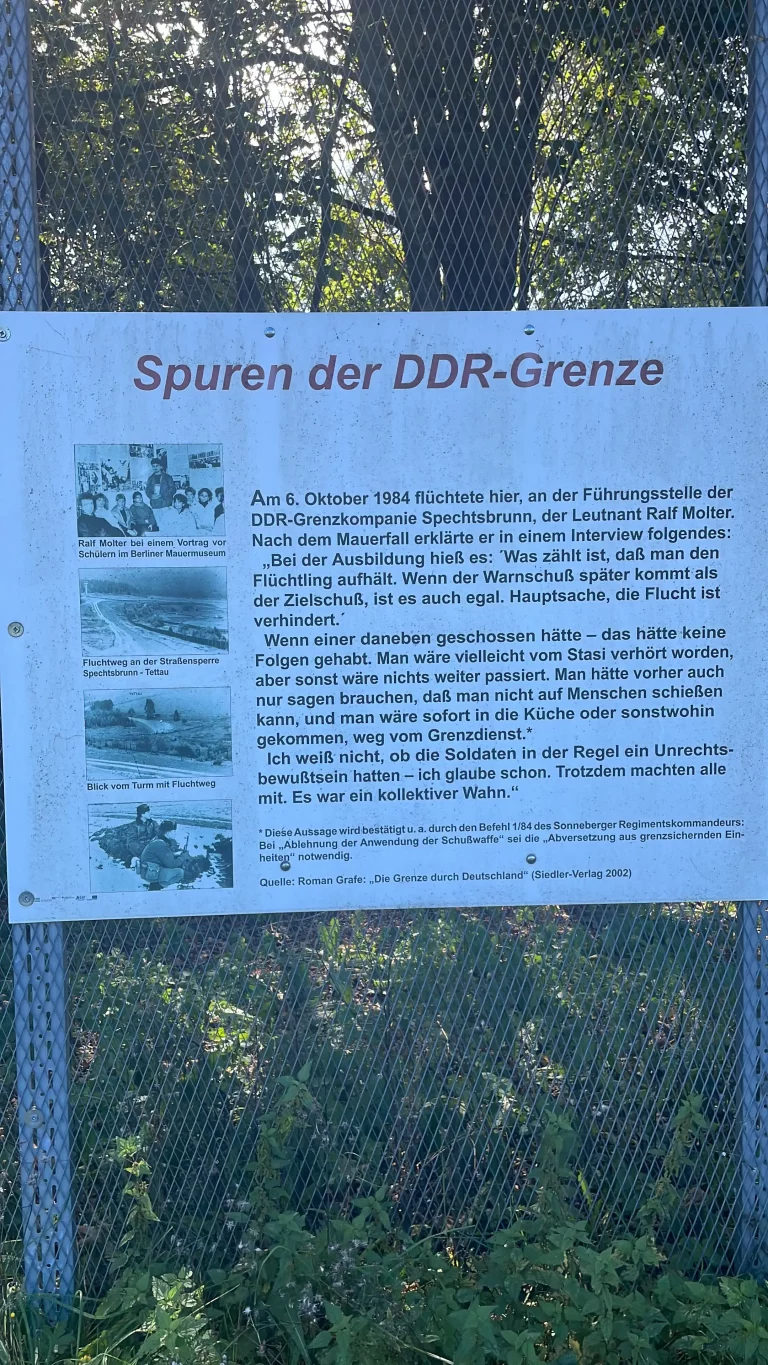 Spuren der DDR-Grenze
Ralf Molter bei einem Vortrag vor
Schülern im Berliner Mauermuseum
Fluchtweg an der Straßensperre
Spechtsbrunn - Tettau
Blick vom Turm mit Fluchtweg
Am 6. Oktober 1984 flüchtete hier, an der Führungsstelle der
DDR-Grenzkompanie Spechtsbrunn, der Leutnant Ralf Molter.
Nach dem Mauerfall erklärte er in einem Interview folgendes:
„Bei der Ausbildung hieß es: ´Was zählt ist, daß man den
Flüchtling aufhält. Wenn der Warnschuß später kommt als
der Zielschuß, ist es auch egal. Hauptsache, die Flucht ist
verhindert.´
Wenn einer daneben geschossen hätte – das hätte keine
Folgen gehabt. Man wäre vielleicht vom Stasi verhört worden,
aber sonst wäre nichts weiter passiert. Man hätte vorher auch
nur sagen brauchen, daß man nicht auf Menschen schießen
kann, und man wäre sofort in die Küche oder sonstwohin
gekommen, weg vom Grenzdienst.*
Ich weiß nicht, ob die Soldaten in der Regel ein Unrechts-
bewußtsein hatten – ich glaube schon. Trotzdem machten alle
mit. Es war ein kollektiver Wahn.“
* Diese Aussage wird bestätigt u. a. durch den Befehl 1/84 des Sonneberger Regimentskommandeurs:
Bei „Ablehnung der Anwendung der Schußwaffe“ sei die „Abversetzung aus grenzsichernden Ein-
heiten“ notwendig.
Quelle: Roman Grafe: „Die Grenze durch Deutschland“ (Siedler-Verlag 2002)